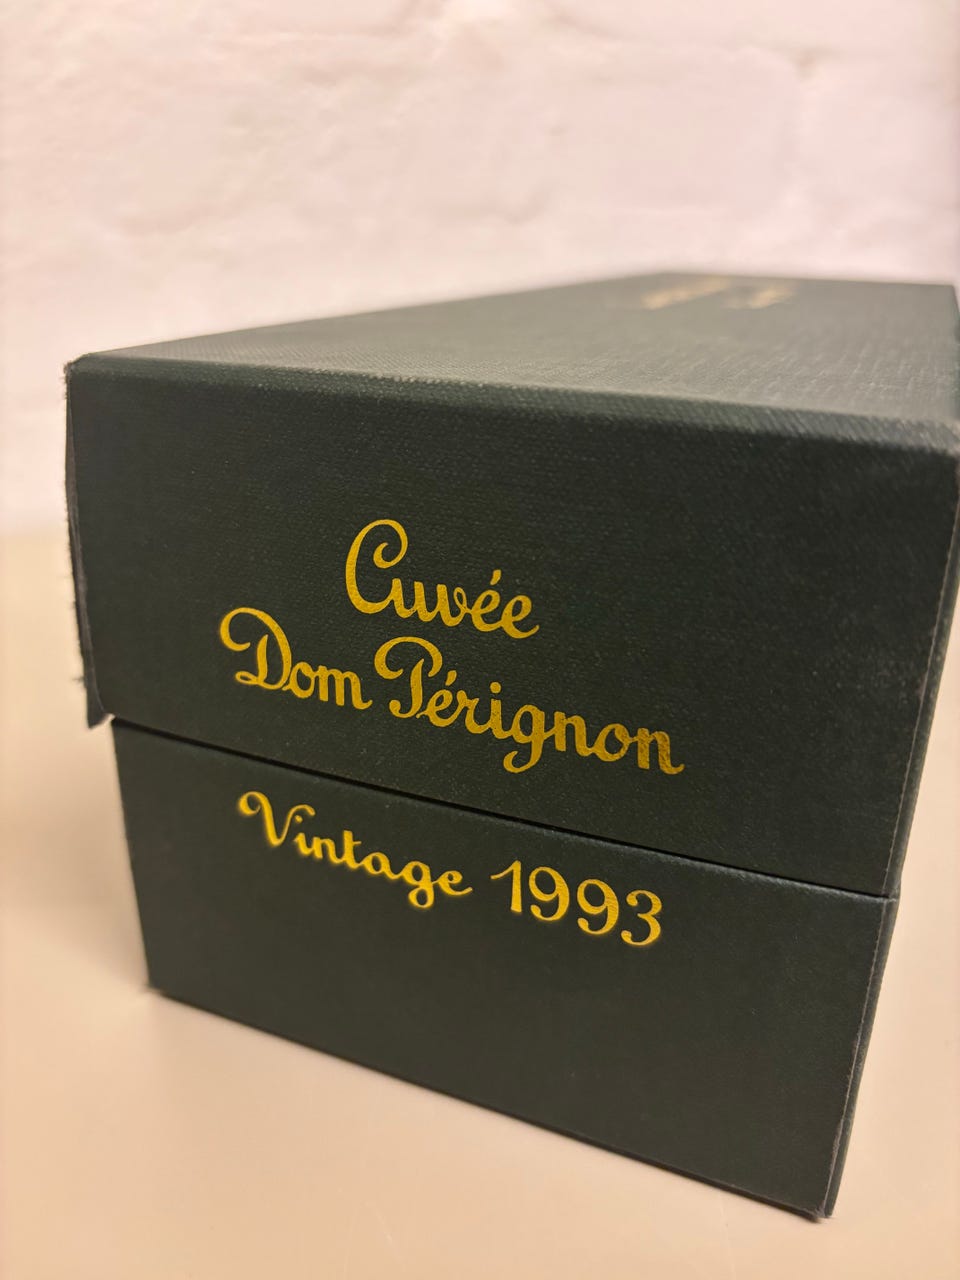 Cuvée
Dom Pérignon
Vintage 1993